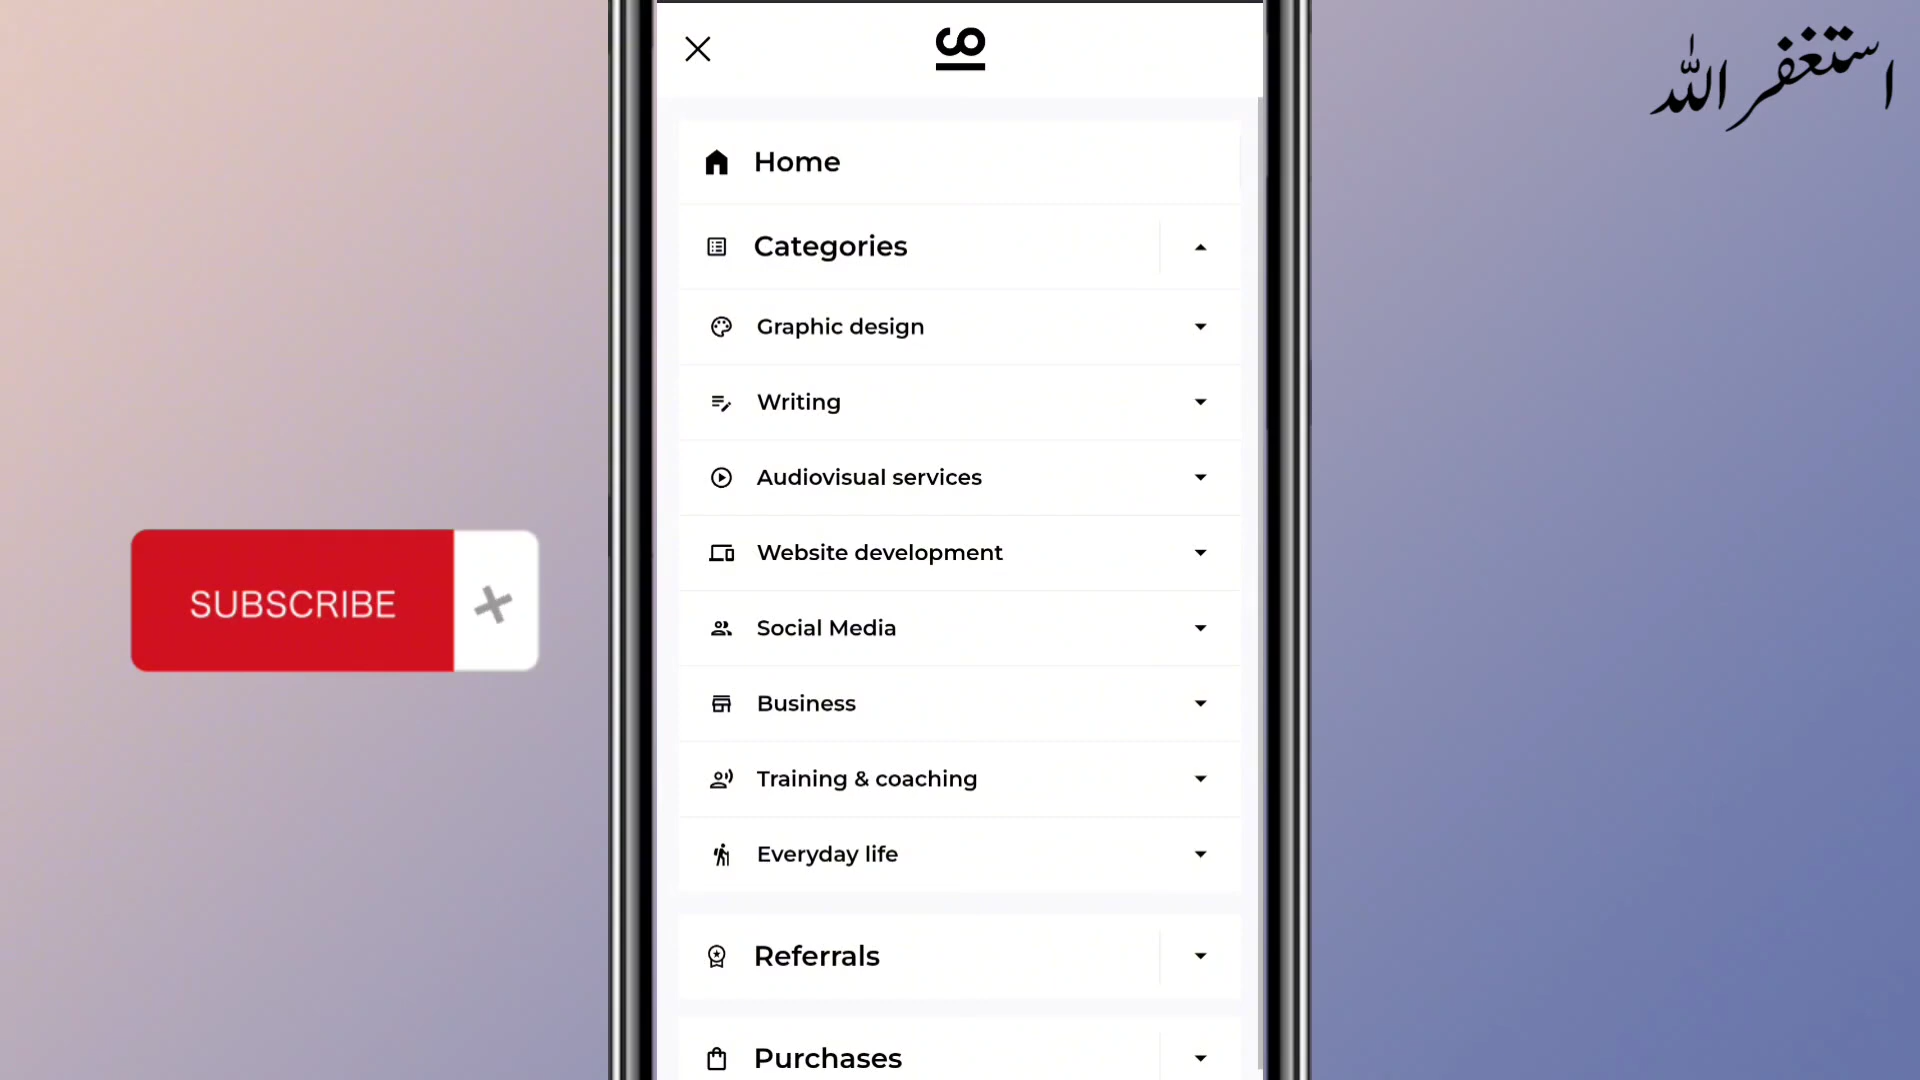 استغفر اللہ
Home
Categories
Graphic design
Writing
Audiovisual services
Website development
SUBSCRIBE
Social Media
Business
Training & coaching
Everyday life
Referrals
Purchases